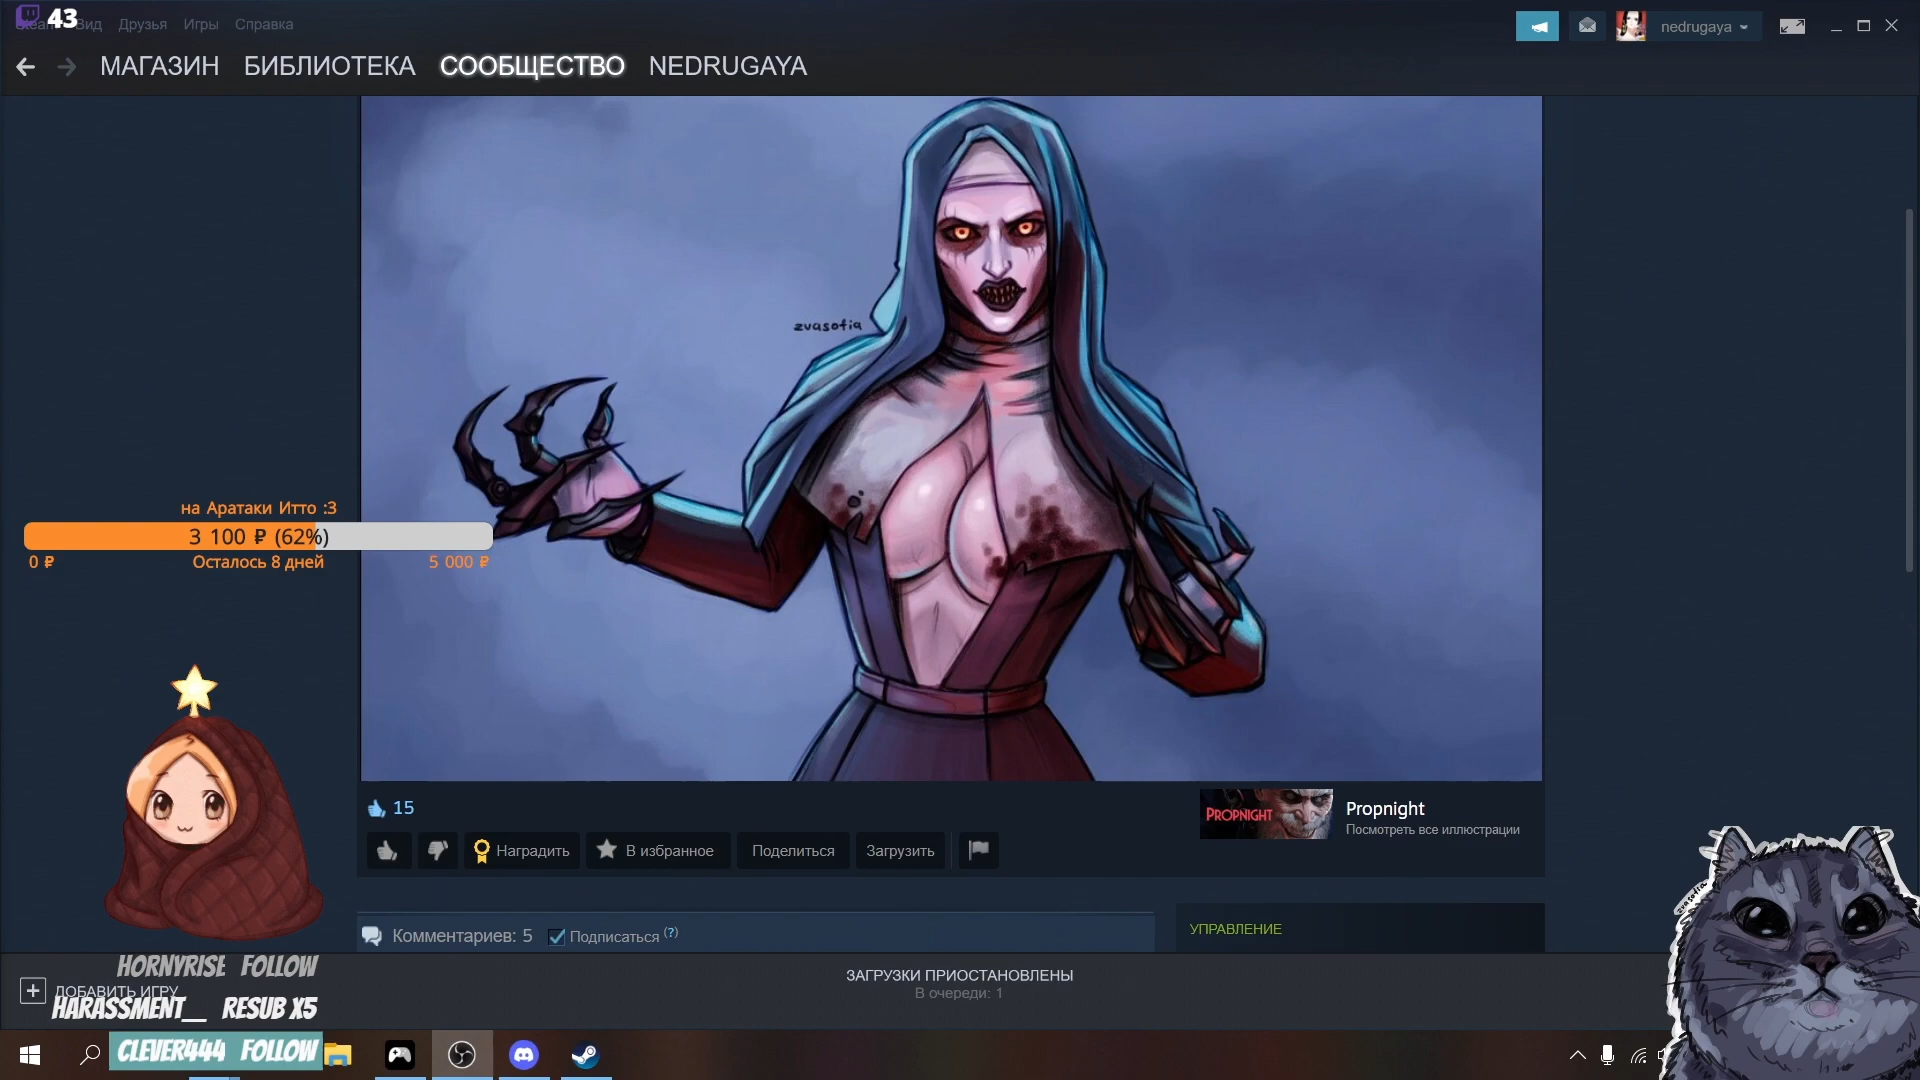 43
Вид Друзья Игры Справка
nedrugaya
МАГАЗИН БИБЛИОТЕКА СООБЩЕСТВО NEDRUGAYA
zvasofia
на Аратаки Итто :3
3 100 ₽ (62%)
0 ₽ Осталось 8 дней 5 000 ₽
15
PROPNIGHT
Propnight
Посмотреть все иллюстрации
Наградить В избранное Поделиться Загрузить
zvasofia
Комментариев: 5 Подписаться (?)
УПРАВЛЕНИЕ
HORNYRISE FOLLOW
ЗАГРУЗКИ ПРИОСТАНОВЛЕНЫ
ДОБАВИТЬ ИГРУ
В очереди: 1
HARASSMENT__ RESUB X5
CLEVER444 FOLLOW